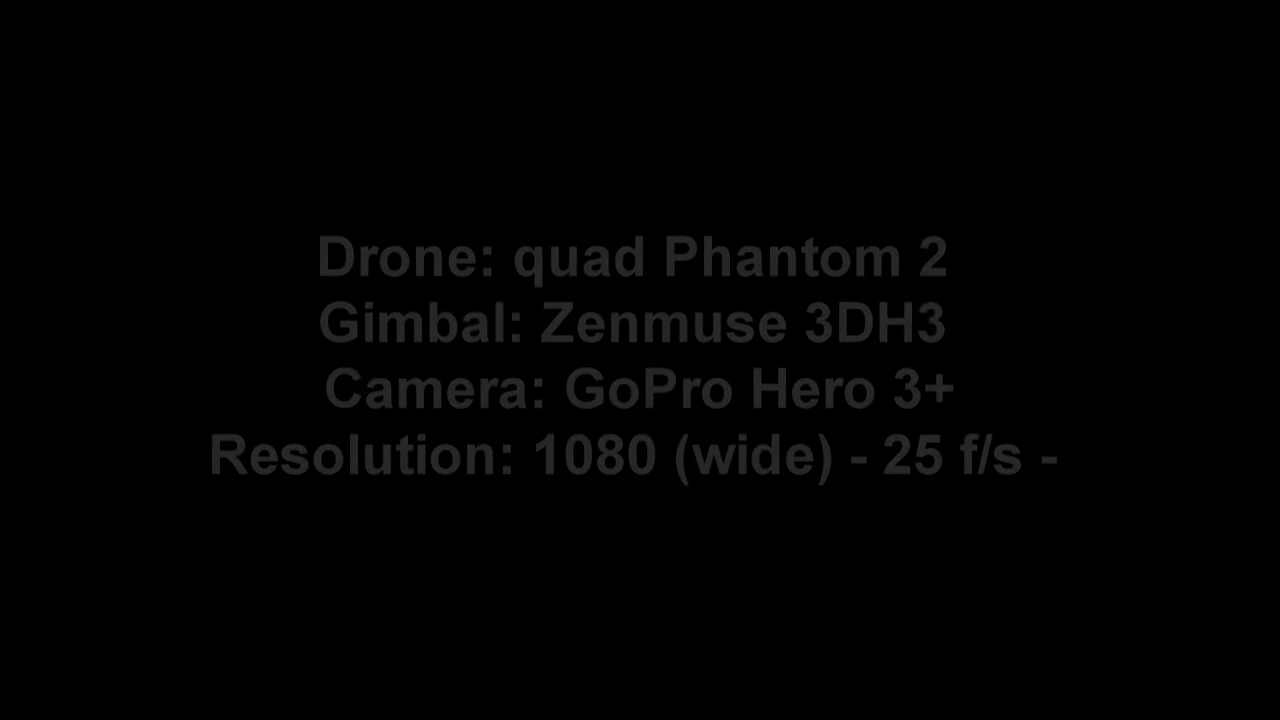 Drone: quad Phantom 2
Gimbal: Zenmuse 3DH3
Camera: GoPro Hero 3+
Resolution: 1080 (wide) - 25 f/s -